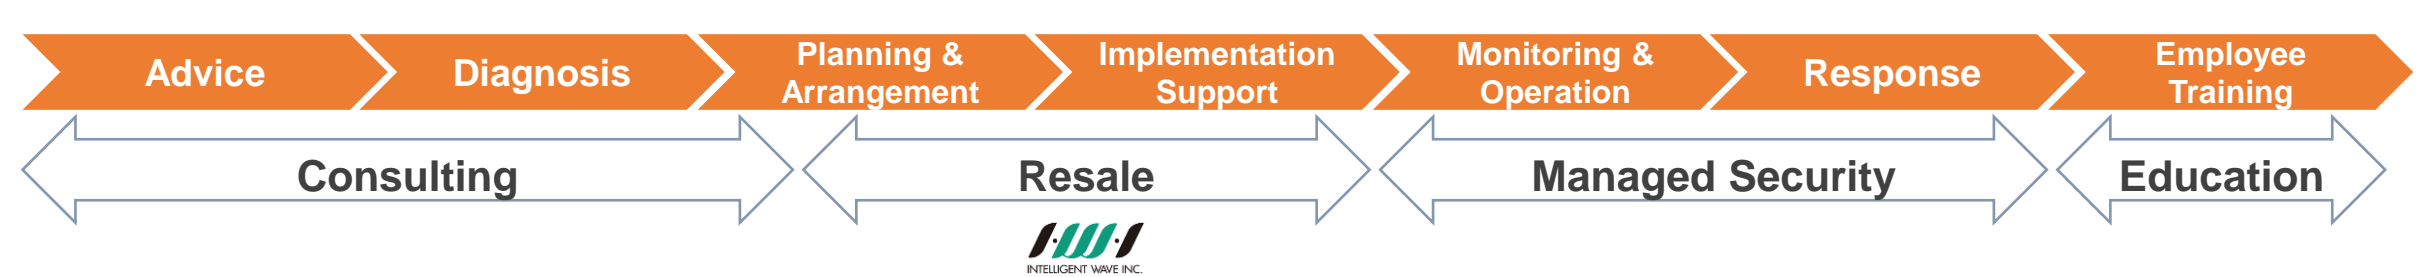 Advice
Diagnosis
Planning &
Arrangement
Implementation
Support
Monitoring &
Operation
Response
Employee
Training
Consulting
Resale
Managed Security
Education
I·WW·I
INTELLIGENT WAVE INC.